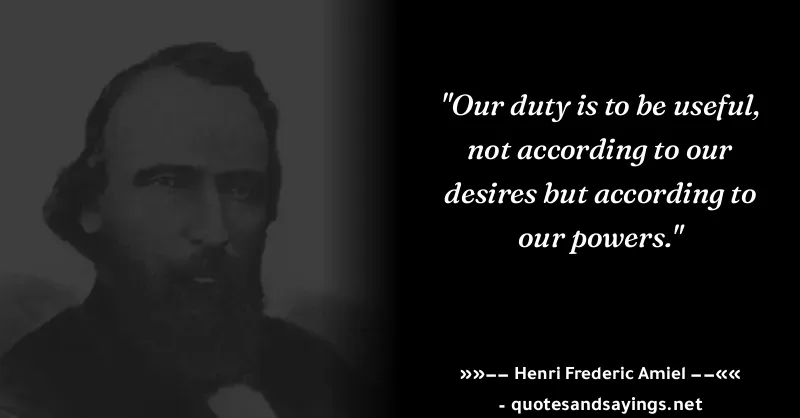 "Our duty is to be useful,
not according to our
desires but according to
our powers."
»»−− Henri Frederic Amiel −−««
- quotesandsayings.net